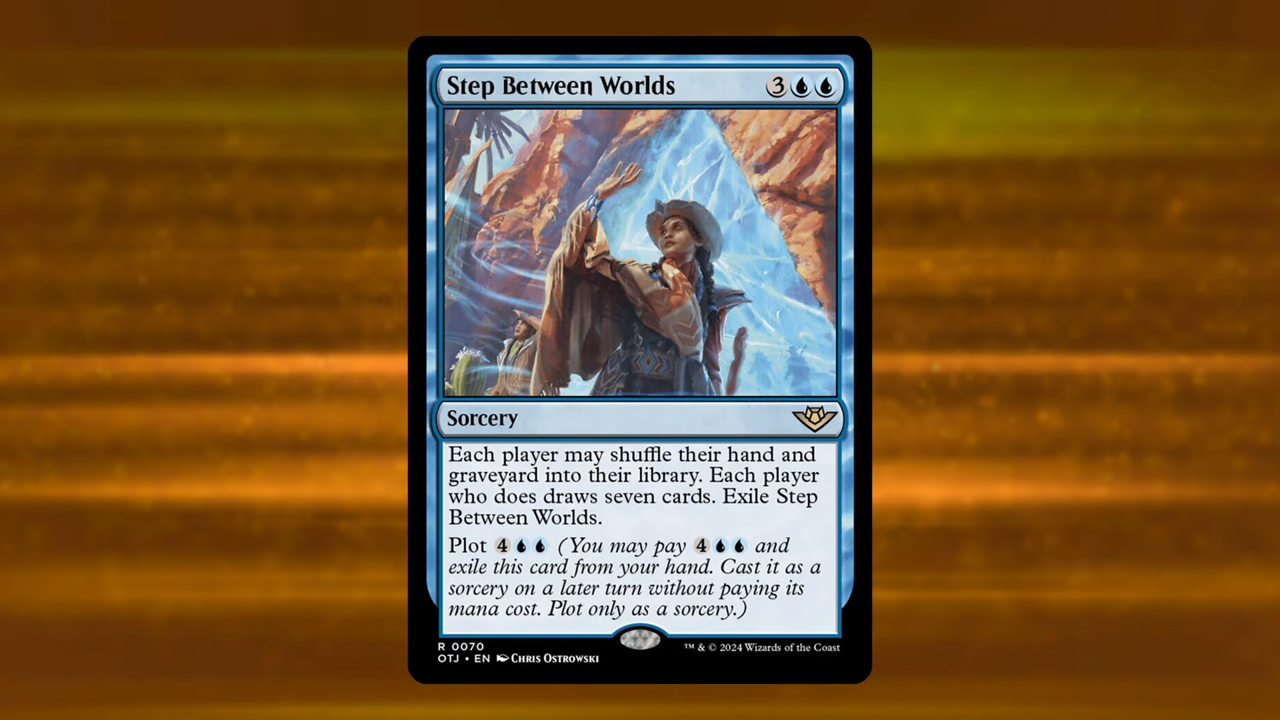 Step Between Worlds 3
Sorcery
Each player may shuffle their hand and
graveyard into their library. Each player
who does draws seven cards. Exile Step
Between Worlds.
Plot 4 (You may pay 4 and
exile this card from your hand. Cast it as a
sorcery on a later turn without paying its
mana cost. Plot only as a sorcery.)
R 0070
OTJ • EN Chris Ostrowski
™ & © 2024 Wizards of the Coast